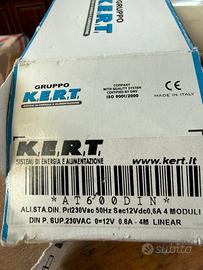 GRUPPO
K.E.R.T.
COMPANY
WITH QUALITY SYSTEM
CERTIFIED BY DNV
ISO 9001/2000
CE
MADE IN ITALY
K.E.R.T.
SISTEMI DI ENERGIA E ALIMENTAZIONE
www.kert.it
*AT600DIN*
ALI.STA.DIN. Pri230Vac 50Hz Sec12Vdc0,6A 4 MODULI
DIN P. SUP.230VAC 0=12V 0.6A - 4M LINEAR
subito